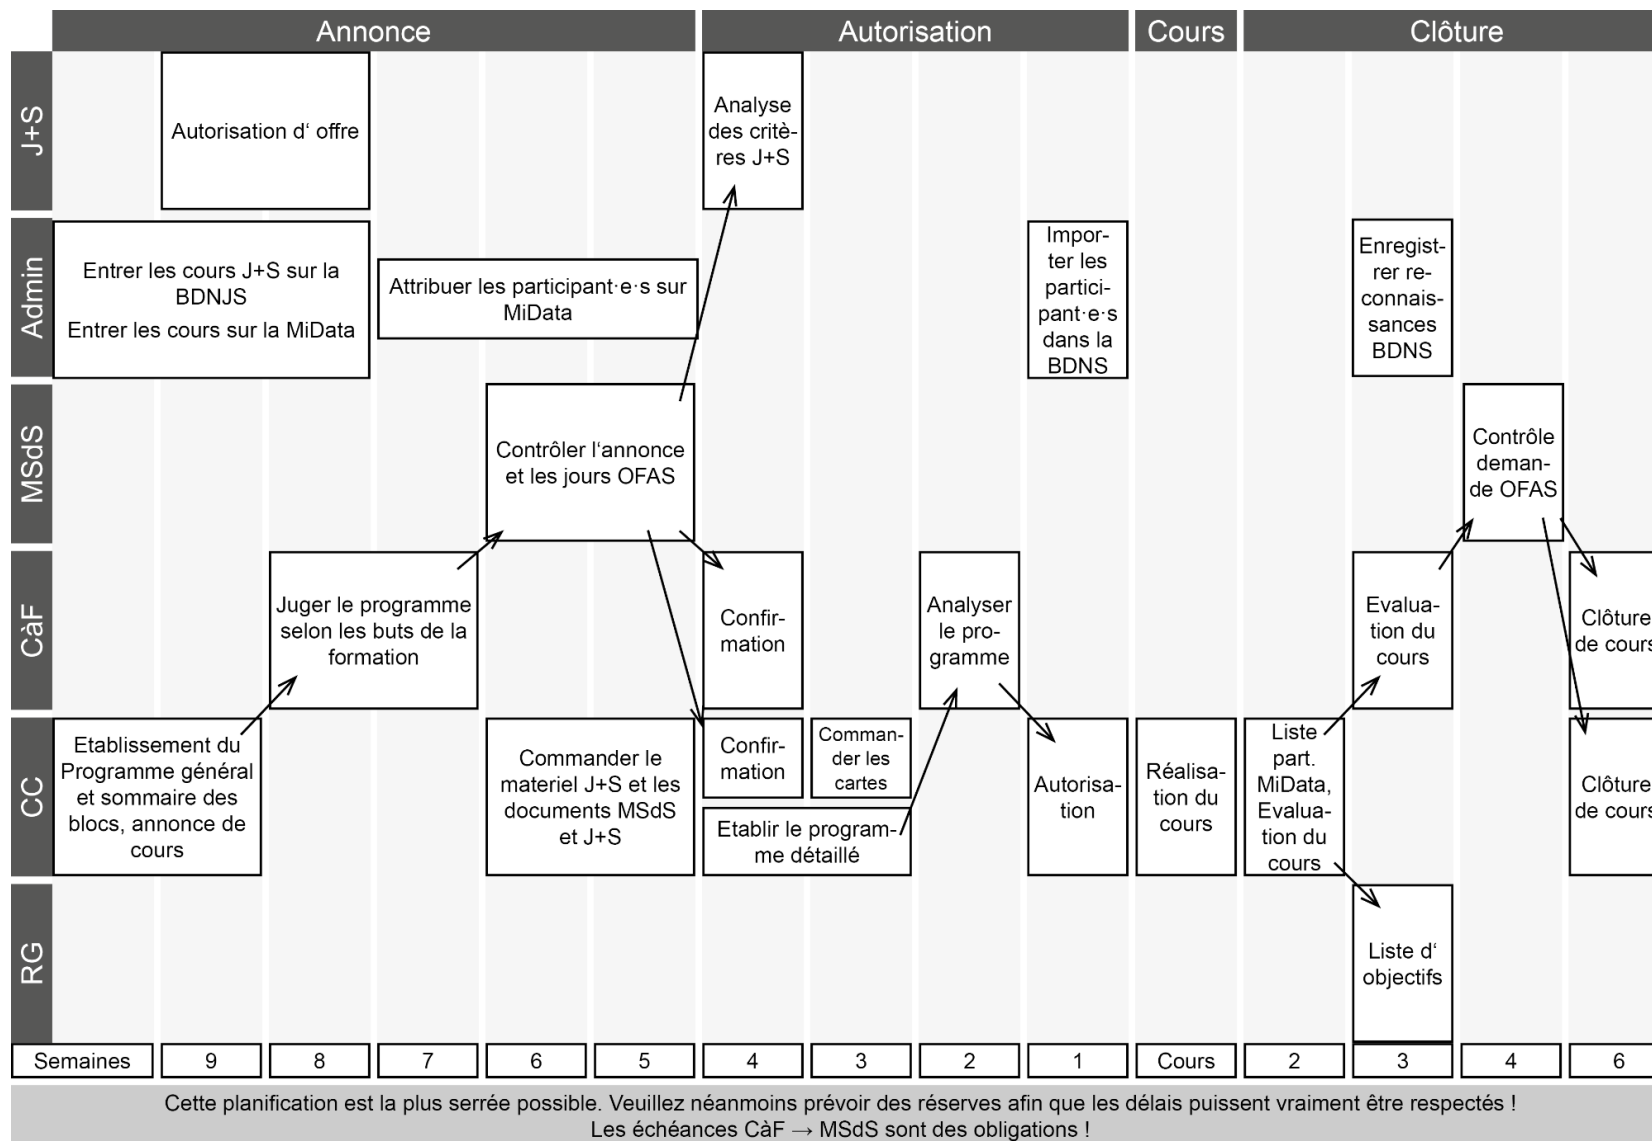 Annonce
Autorisation
Cours
Clôture
J+S
Autorisation d‘ offre
Analyse
des critè-
res J+S
Admin
Entrer les cours J+S sur la
BDNJS
Entrer les cours sur la MiData
Attribuer les participant·e·s sur
MiData
Impor-
ter les
partici-
pant·e·s
dans la
BDNS
Enregist-
rer re-
connais-
sances
BDNS
MSdS
Contrôler l‘annonce
et les jours OFAS
Contrôle
deman-
de OFAS
CàF
Juger le programme
selon les buts de la
formation
Confir-
mation
Analyser
le pro-
gramme
Evalua-
tion du
cours
Clôture
de cours
CC
Etablissement du
Programme général
et sommaire des
blocs, annonce de
cours
Commander le
materiel J+S et les
documents MSdS
et J+S
Confir-
mation
Comman-
der les
cartes
Etablir le program-
me détaillé
Autorisa-
tion
Réalisa-
tion du
cours
Liste
part.
MiData,
Evalua-
tion du
cours
Clôture
de cours
RG
Liste d‘
objectifs
Semaines
9
8
7
6
5
4
3
2
1
Cours
2
3
4
6
Cette planification est la plus serrée possible. Veuillez néanmoins prévoir des réserves afin que les délais puissent vraiment être respectés !
Les échéances CàF → MSdS sont des obligations !